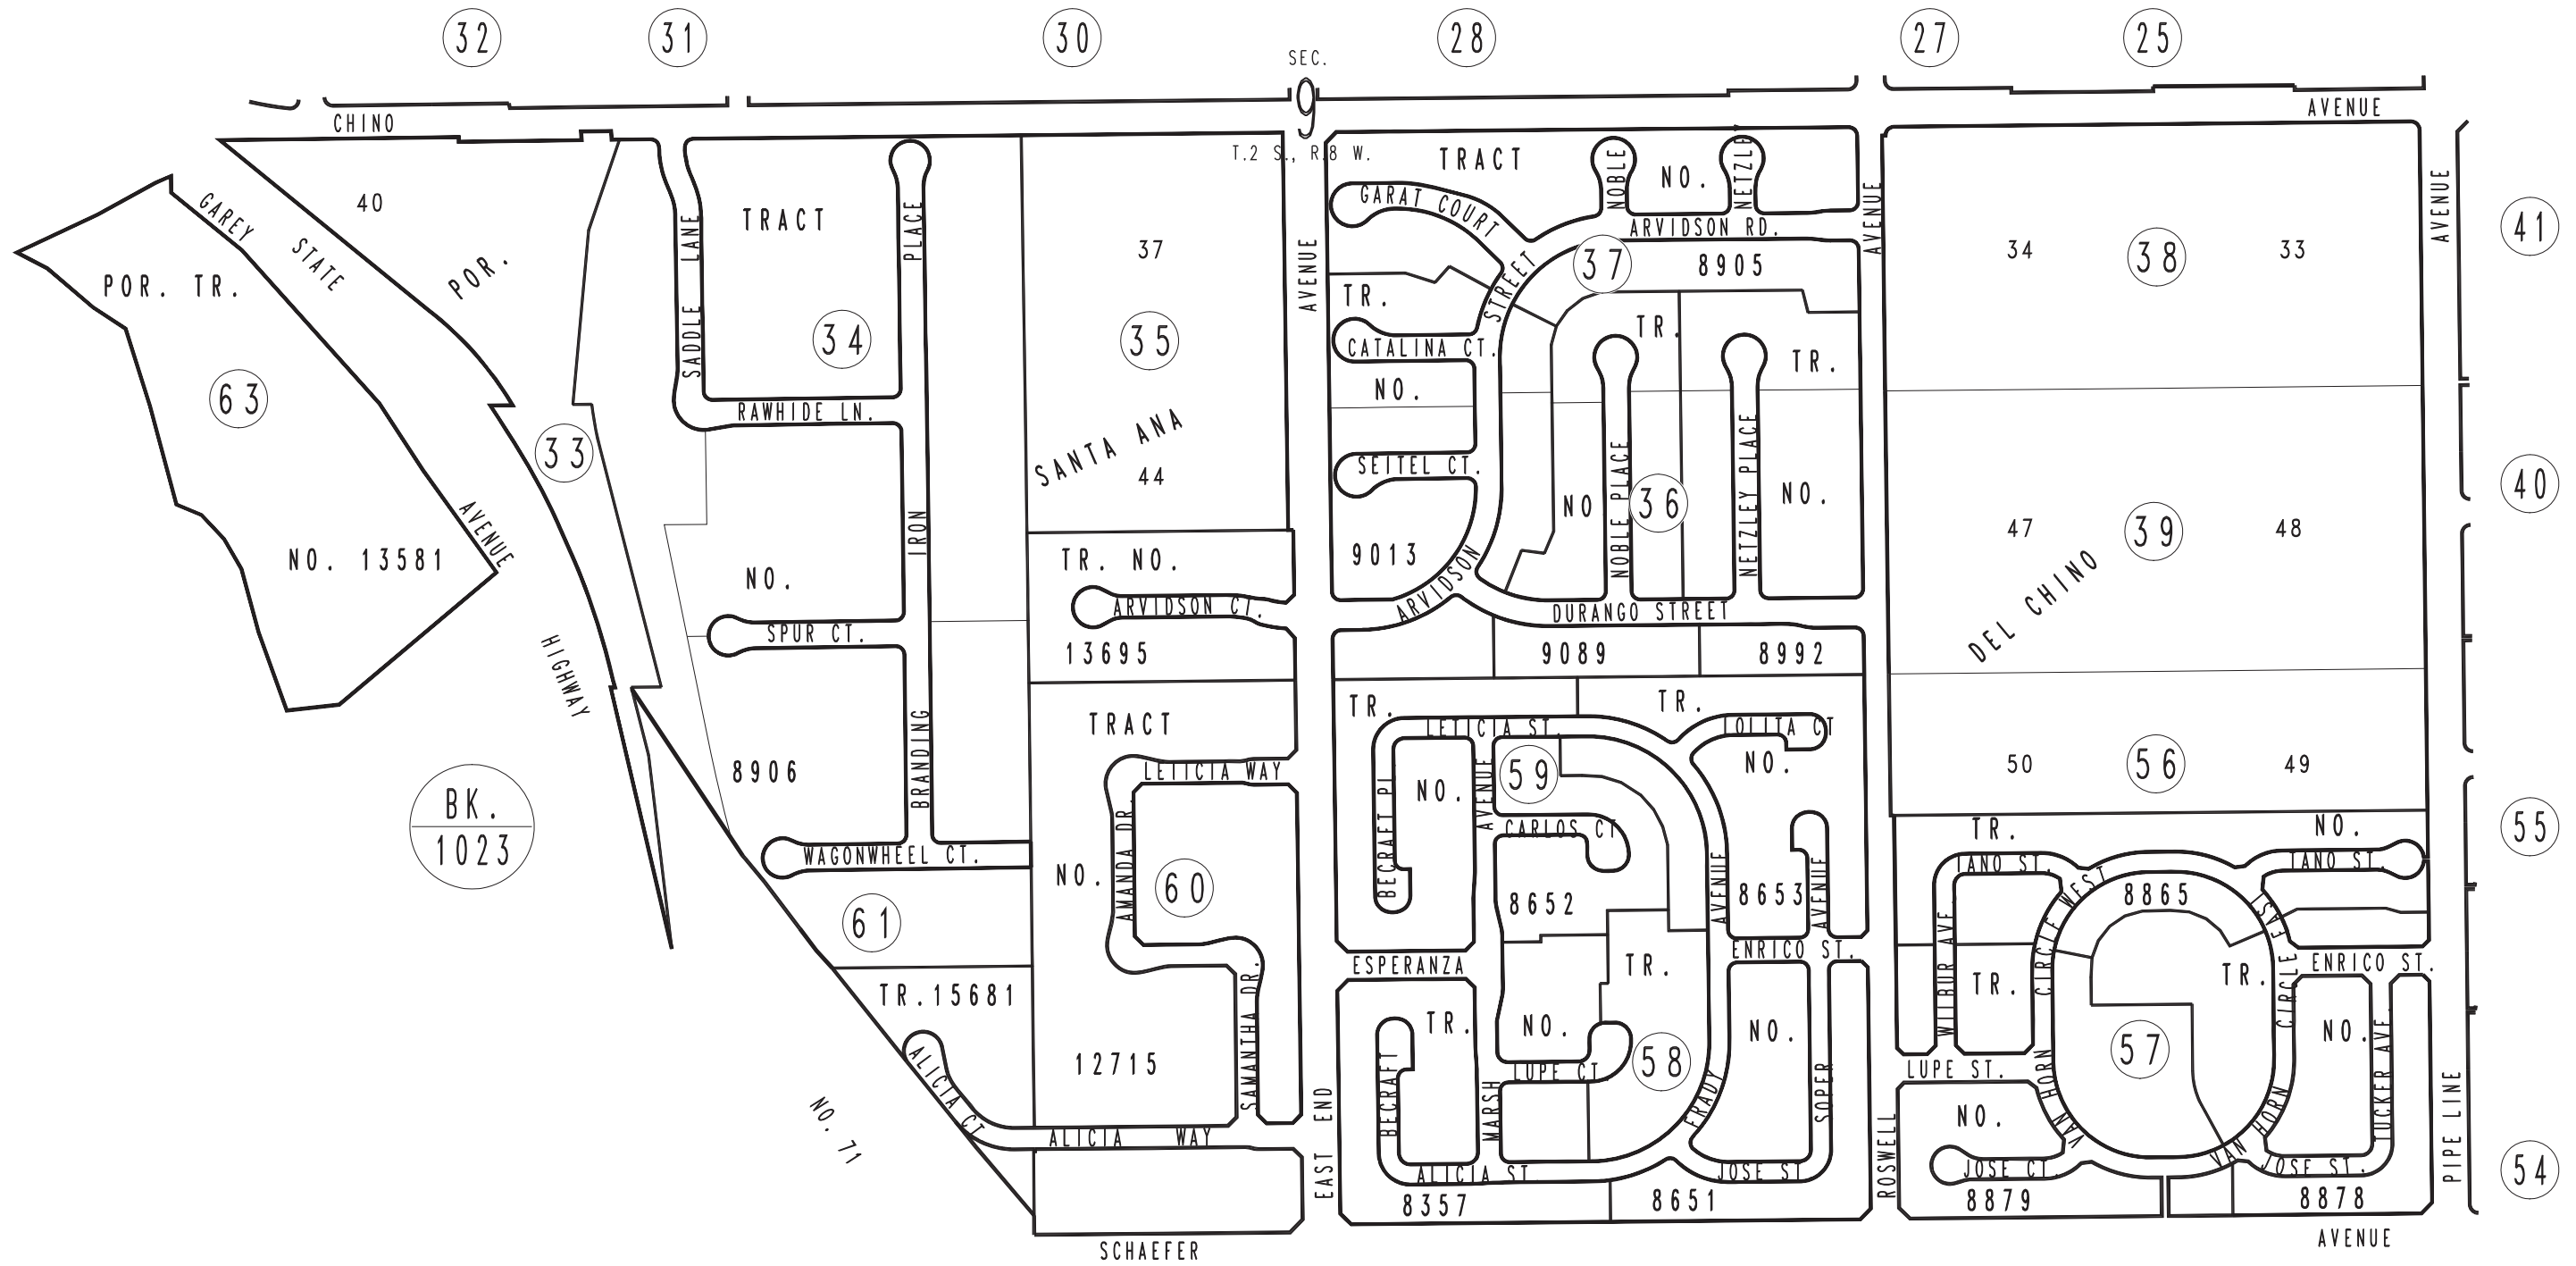 32
31
30
28
27
25
SEC.
9
T.2 S., R.8 W.
CHINO
AVENUE
40
POR.
GAREY
STATE
AVENUE
HIGHWAY
POR. TR.
63
NO. 13581
33
SADDLE LANE
TRACT
34
PLACE
RAWHIDE LN.
IRON
NO.
SPUR CT.
BRANDING
8906
WAGONWHEEL CT.
BK.
1023
61
TR.15681
ALICIA CT
NO. 71
37
35
SANTA ANA
44
TR. NO.
ARVIDSON CT.
13695
TRACT
LETICIA WAY
AMANDA DR.
NO.
60
SAMANTHA DR.
12715
ALICIA WAY
SCHAEFER
AVENUE
EAST END
TRACT
NO.
NOBLE
NETZLE
GARAT COURT
ARVIDSON RD.
37
8905
STREET
TR.
CATALINA CT.
NO.
SEITEL CT.
9013
ARVIDSON
TR.
TR.
NO
NOBLE PLACE
36
NETZLEY PLACE
NO.
DURANGO STREET
9089
8992
TR.
TR.
LETICIA ST.
LOLITA CT
BECRAFT PL
NO.
AVENUE
59
NO.
CARLOS CT
8652
AVENUE
8653
AVENUE
ESPERANZA
ENRICO ST.
TR.
TR.
NO.
NO.
BECRAFT
MARSH
LUPE CT.
58
FRADY
SOPER
ALICIA ST
JOSE ST
8357
8651
AVENUE
ROSWELL
34
38
33
47
39
48
DEL CHINO
50
56
49
TR.
NO.
TANO ST.
TANO ST.
8865
WILBUR AVE.
TR.
VAN HORN CIRCLE WEST
TR.
VAN HORN CIRCLE EAST
ENRICO ST.
NO.
57
LUPE ST.
NO.
TUCKER AVE.
JOSE CT.
JOSE ST.
8879
8878
AVENUE
AVENUE
PIPE LINE
41
40
55
54